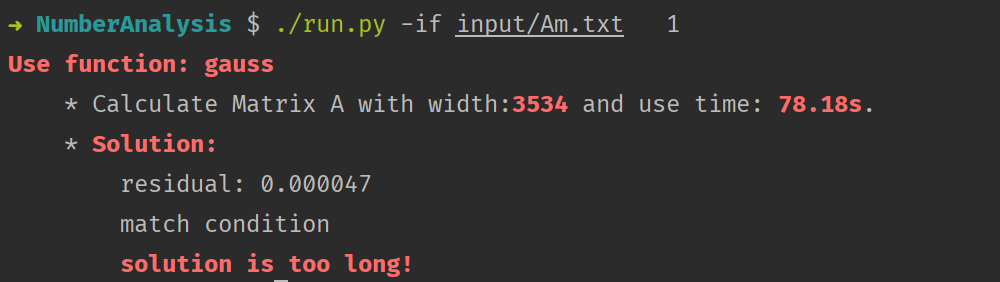 ➜ NumberAnalysis $ ./run.py -if input/Am.txt 1
Use function: gauss
* Calculate Matrix A with width:3534 and use time: 78.18s.
* Solution:
residual: 0.000047
match condition
solution is too long!